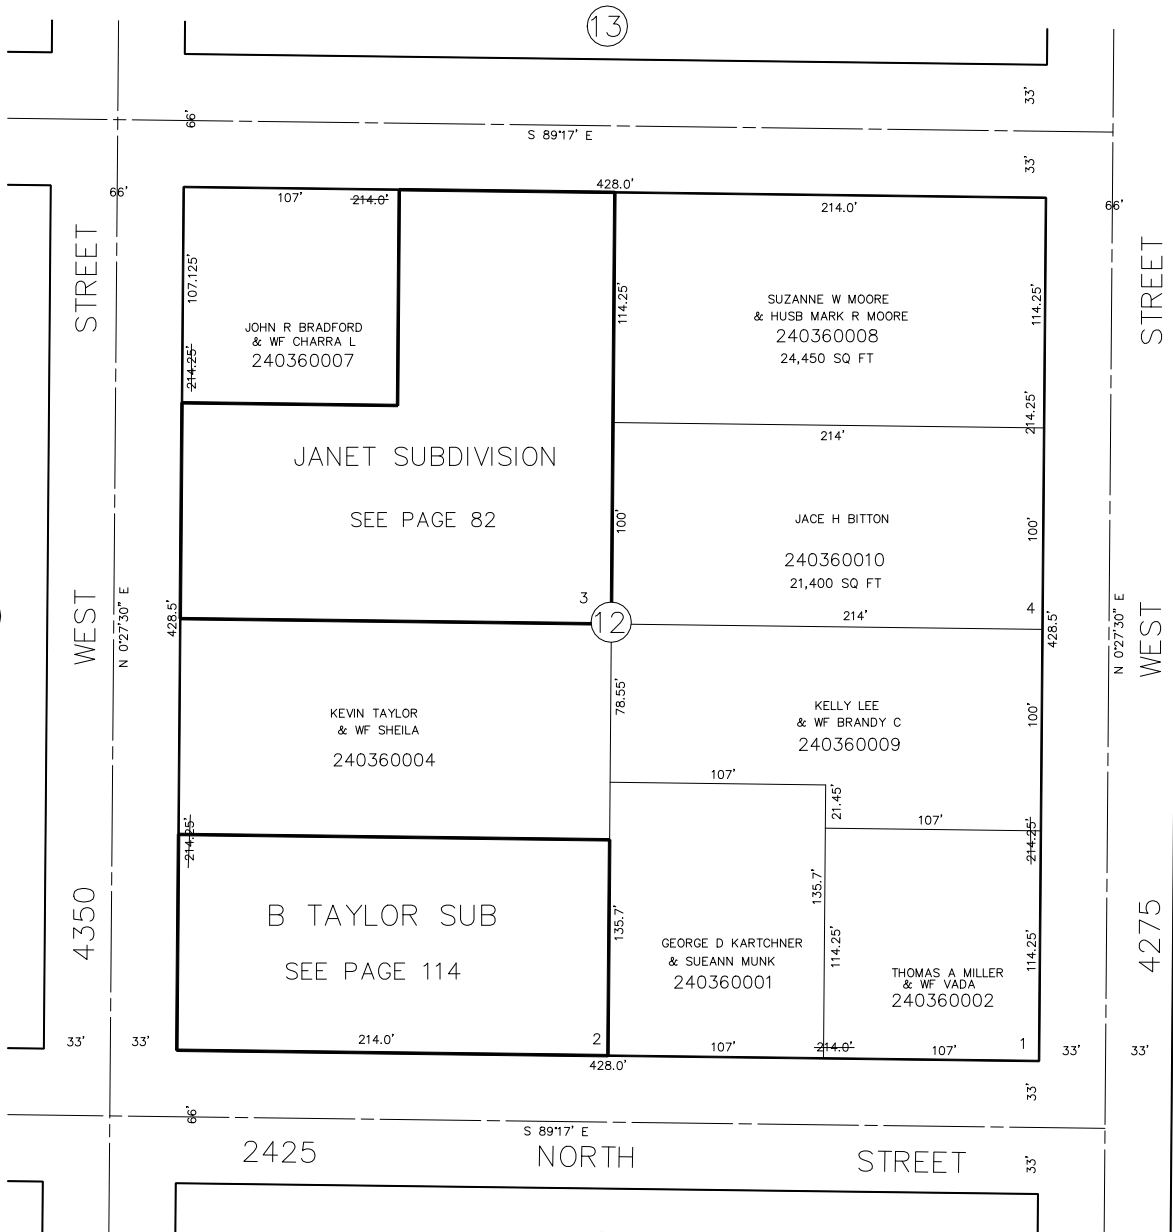 13
33'
66'
S 89°17' E
33'
66'
428.0'
66'
107'
214.0'
214.0'
STREET
107.125'
114.25'
114.25'
STREET
SUZANNE W MOORE
& HUSB MARK R MOORE
240360008
24,450 SQ FT
JOHN R BRADFORD
& WF CHARRA L
240360007
214.25'
214.25'
214'
JANET SUBDIVISION
SEE PAGE 82
100'
JACE H BITTON
240360010
21,400 SQ FT
100'
3
12
214'
4
WEST
N 0°27'30" E
428.5'
428.5'
N 0°27'30" E
WEST
KEVIN TAYLOR
& WF SHEILA
240360004
78.55'
KELLY LEE
& WF BRANDY C
240360009
100'
107'
21.45'
107'
214.25'
214.25'
4350
B TAYLOR SUB
SEE PAGE 114
135.7'
135.7'
114.25'
114.25'
4275
GEORGE D KARTCHNER
& SUEANN MUNK
240360001
THOMAS A MILLER
& WF VADA
240360002
33'
33'
214.0'
2
107'
214.0'
107'
1
33'
33'
428.0'
33'
66'
S 89°17' E
2425
NORTH
STREET
33'